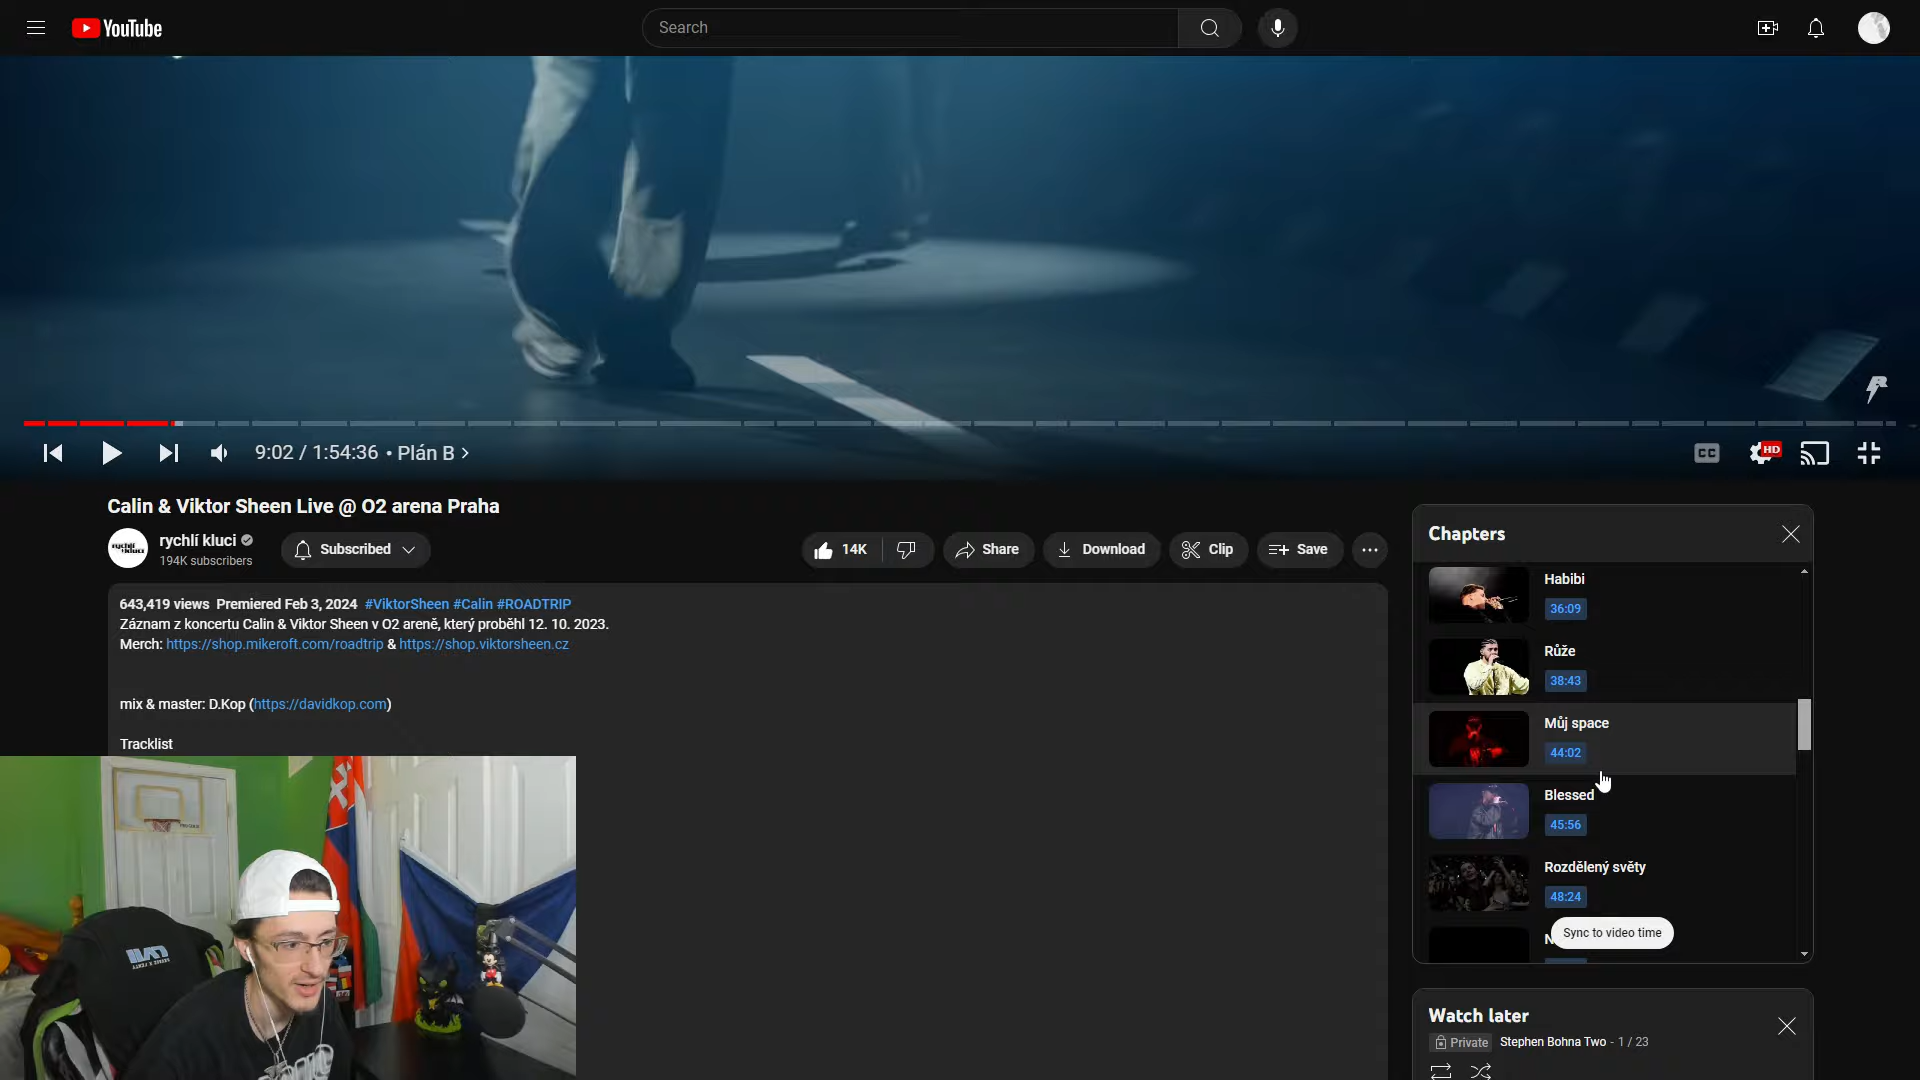 YouTube
Search
9:02 / 1:54:36 • Plán B
CC
HD
Calin & Viktor Sheen Live @ O2 arena Praha
rychlí kluci
rychlí kluci
194K subscribers
Subscribed
14K
Share
Download
Clip
Save
643,419 views Premiered Feb 3, 2024 #ViktorSheen #Calin #ROADTRIP
Záznam z koncertu Calin & Viktor Sheen v O2 areně, který proběhl 12. 10. 2023.
Merch: https://shop.mikeroft.com/roadtrip & https://shop.viktorsheen.cz
mix & master: D.Kop (https://davidkop.com)
Tracklist
Chapters
Habibi
36:09
Růže
38:43
Můj space
44:02
Blessed
45:56
Rozdělený světy
48:24
Sync to video time
Watch later
Private Stephen Bohna Two - 1 / 23